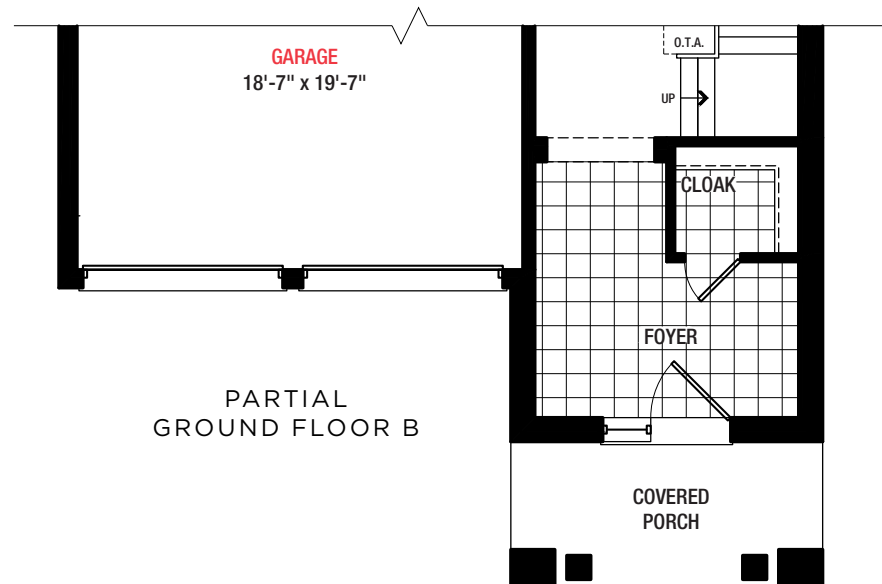 GARAGE
18'-7" x 19'-7"
O.T.A.
UP
CLOAK
FOYER
PARTIAL
GROUND FLOOR B
COVERED
PORCH